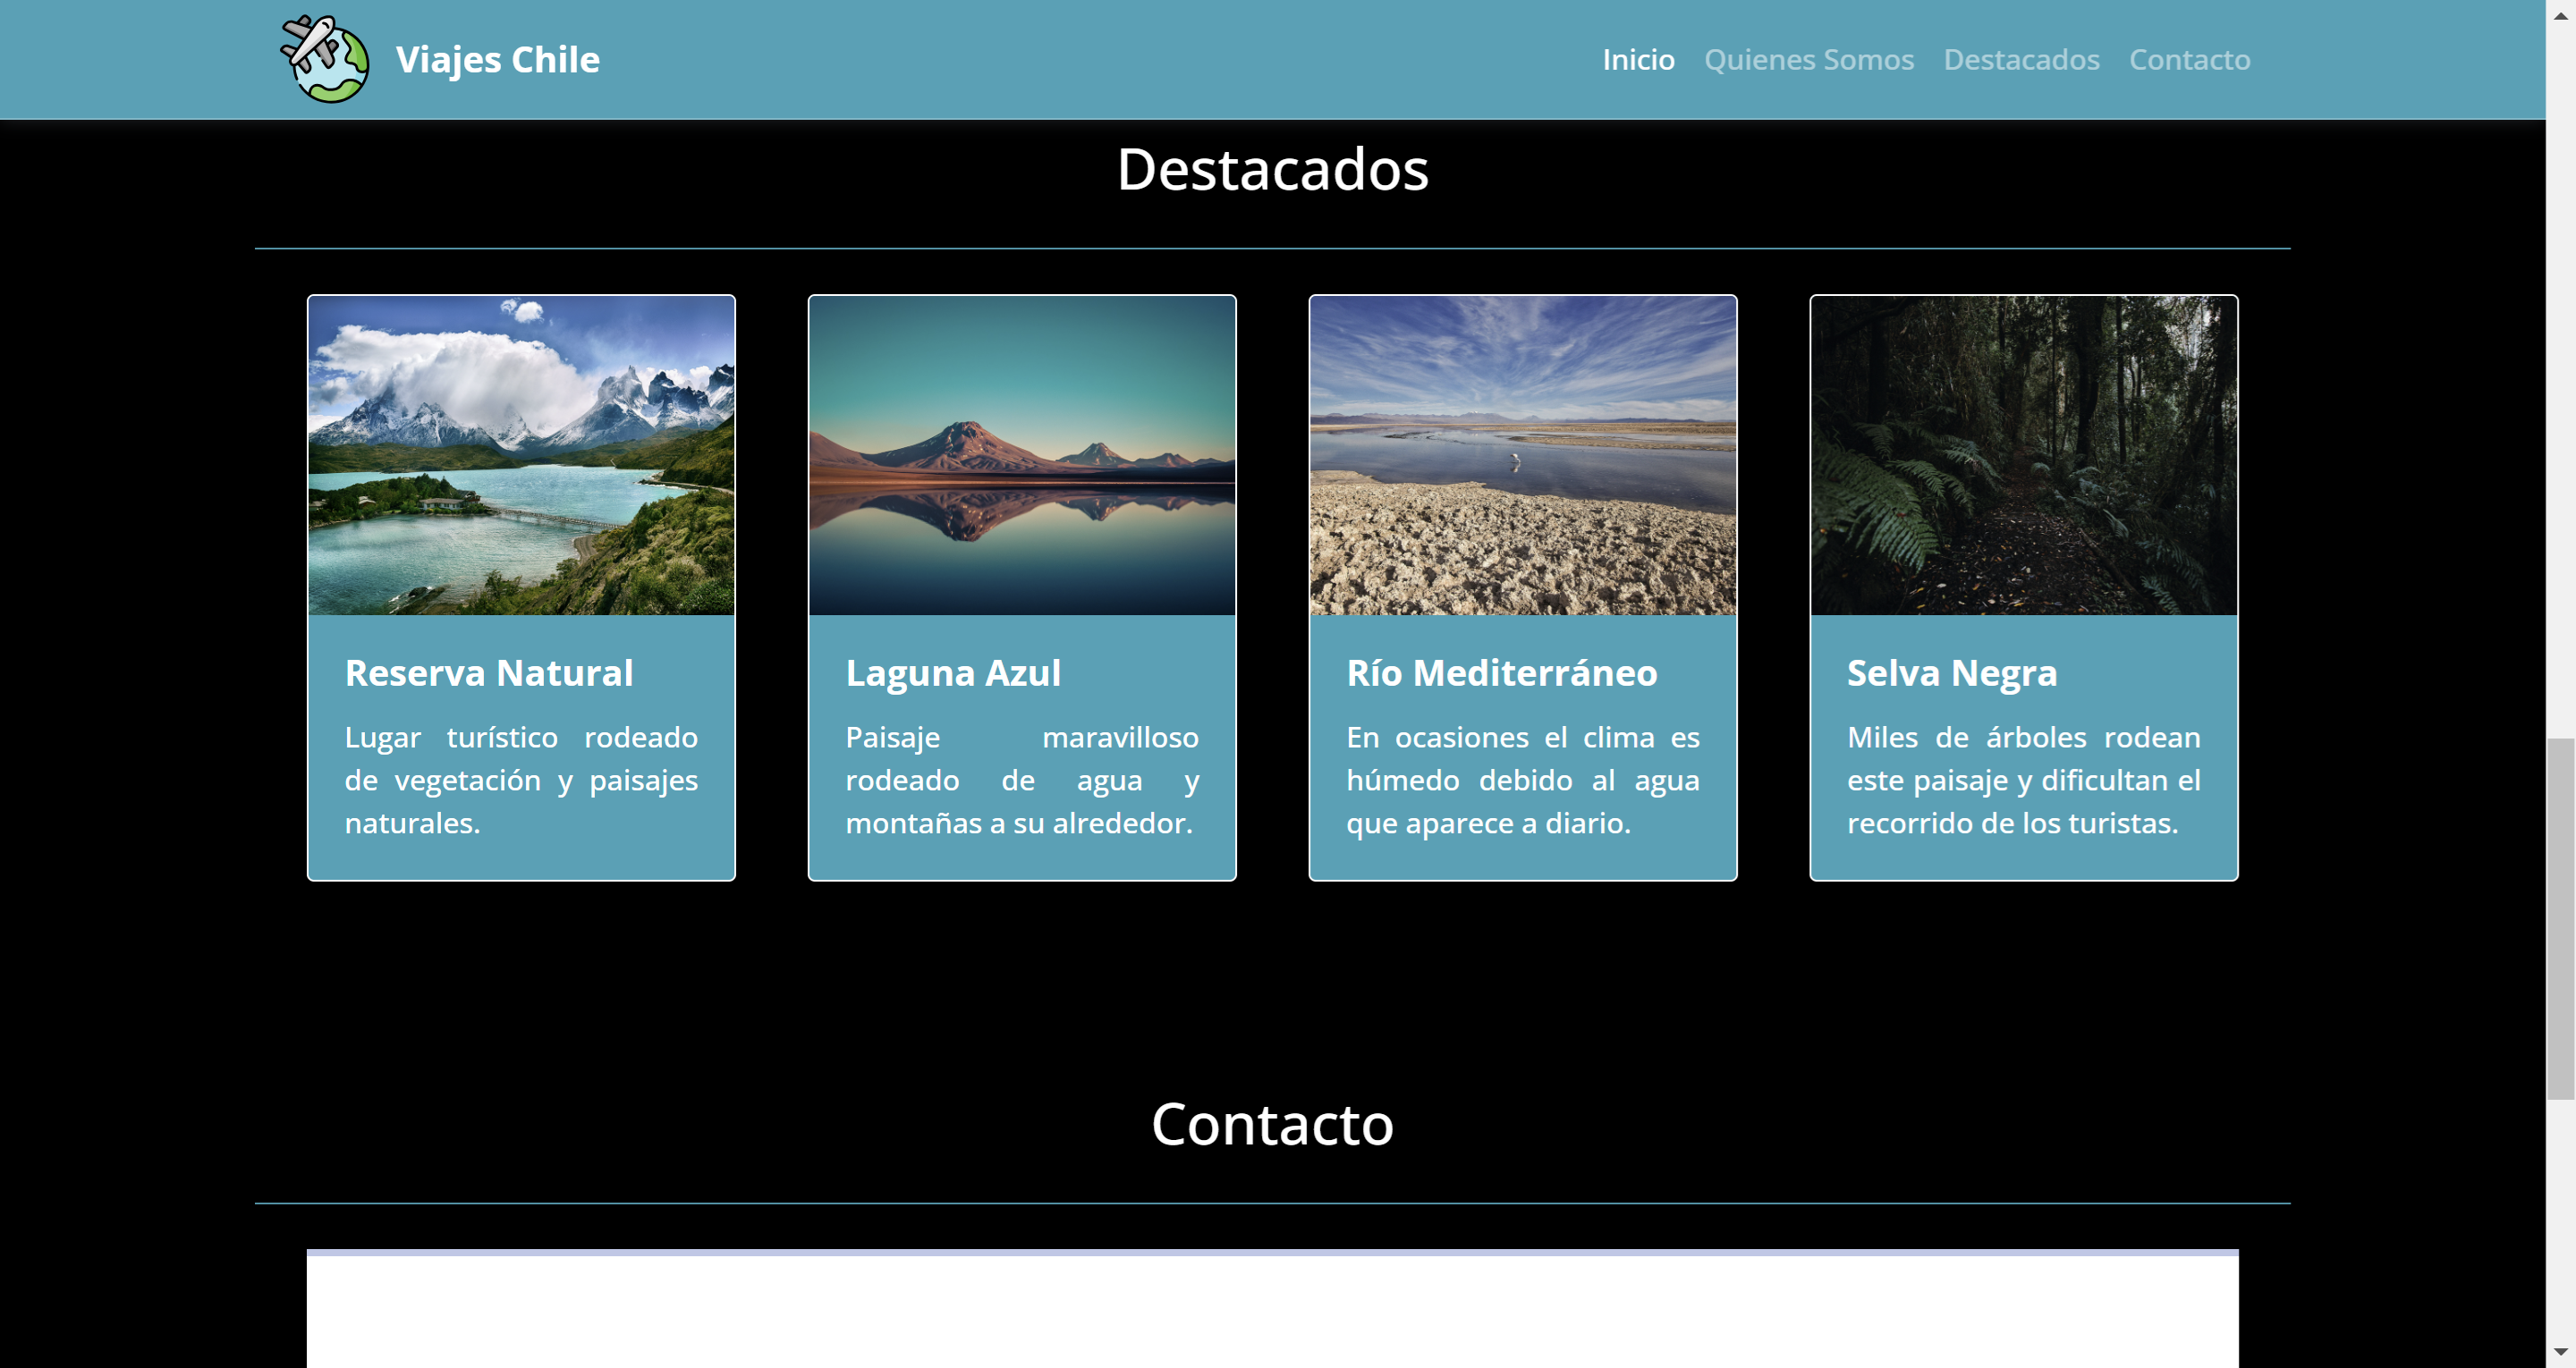 Viajes Chile
Inicio Quienes Somos Destacados Contacto
Destacados
Reserva Natural
Lugar turístico rodeado
de vegetación y paisajes
naturales.
Laguna Azul
Paisaje maravilloso
rodeado de agua y
montañas a su alrededor.
Río Mediterráneo
En ocasiones el clima es
húmedo debido al agua
que aparece a diario.
Selva Negra
Miles de árboles rodean
este paisaje y dificultan el
recorrido de los turistas.
Contacto